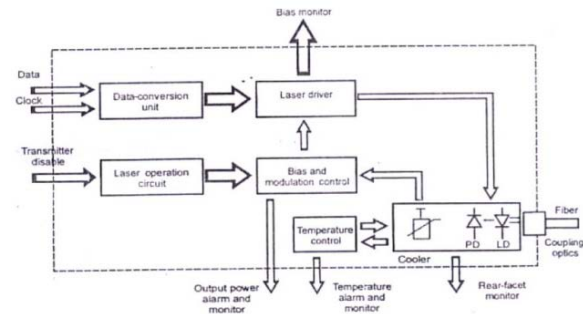 Bias monitor
Data
Clock
Data-conversion
unit
Laser driver
Transmitter
disable
Laser operation
circuit
Bias and
modulation control
Temperature
control
PD
LD
Cooler
Fiber
Coupling
optics
Output power
alarm and
monitor
Temperature
alarm and monitor
Rear-facet
monitor